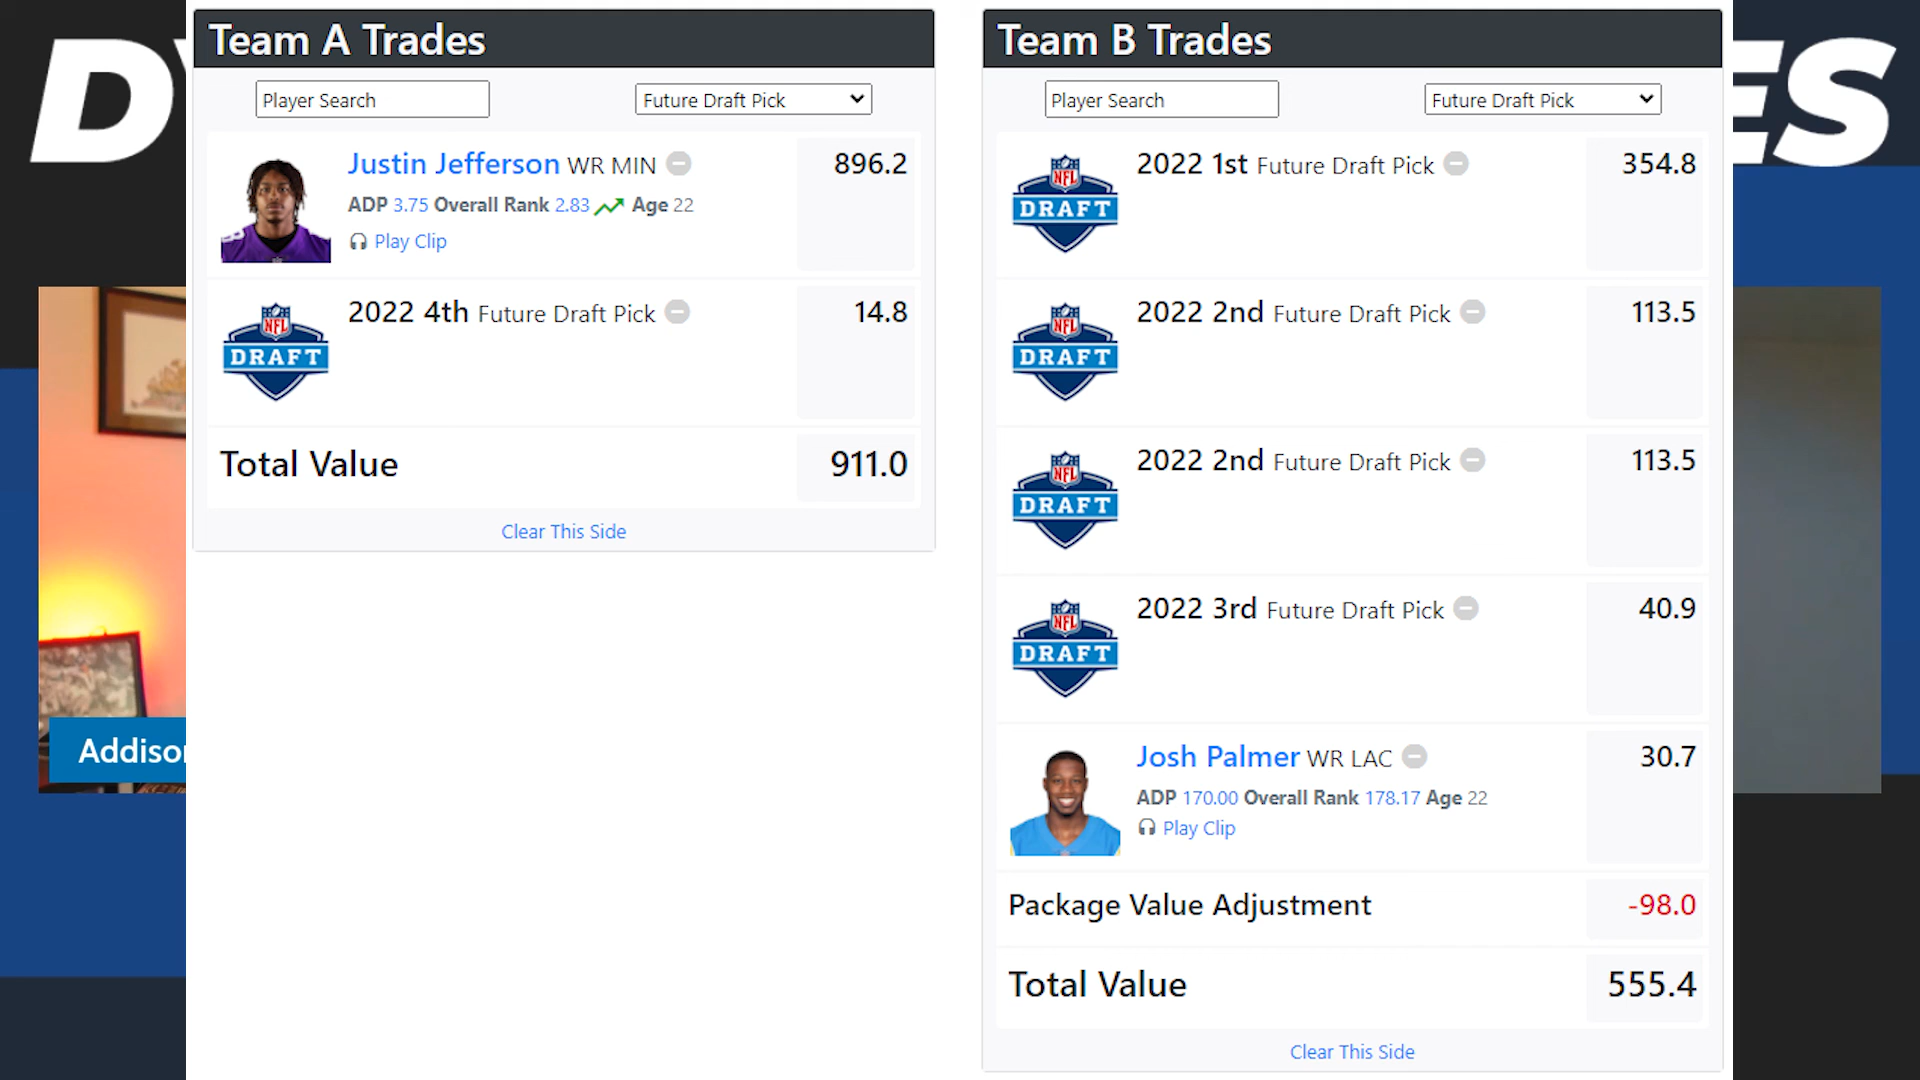 Team A Trades
Player Search
Future Draft Pick
Justin Jefferson WR MIN
ADP 3.75 Overall Rank 2.83 Age 22
Play Clip
896.2
NFL
DRAFT
2022 4th Future Draft Pick
14.8
Total Value
911.0
Clear This Side
Team B Trades
Player Search
Future Draft Pick
NFL
DRAFT
2022 1st Future Draft Pick
354.8
NFL
DRAFT
2022 2nd Future Draft Pick
113.5
NFL
DRAFT
2022 2nd Future Draft Pick
113.5
NFL
DRAFT
2022 3rd Future Draft Pick
40.9
Josh Palmer WR LAC
ADP 170.00 Overall Rank 178.17 Age 22
Play Clip
30.7
Package Value Adjustment
-98.0
Total Value
555.4
Clear This Side